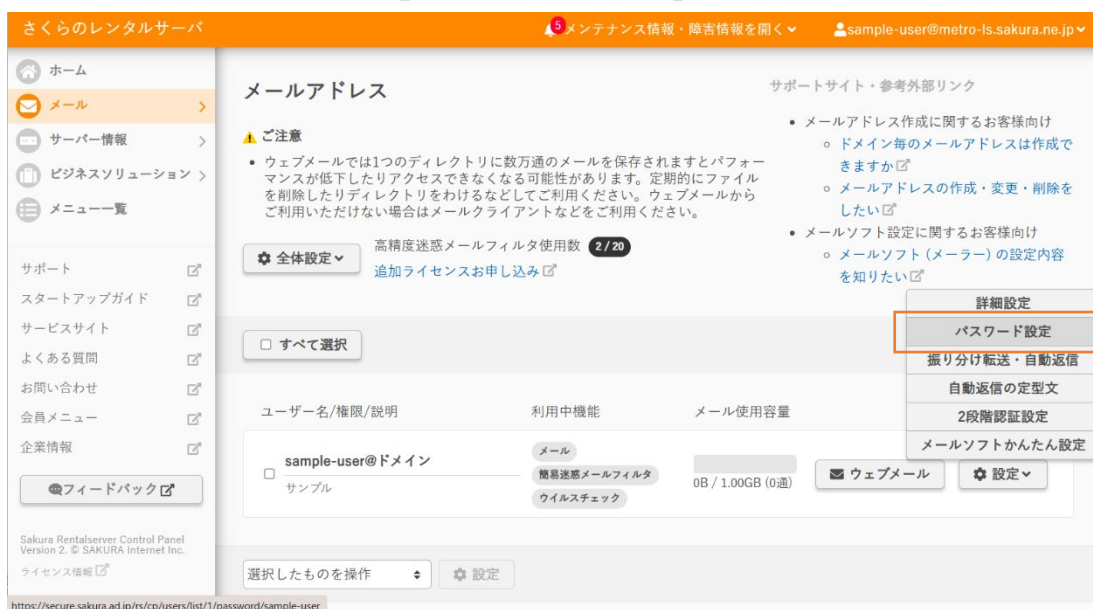 さくらのレンタルサーバ
5 メンテナンス情報・障害情報を開く
sample-user@metro-ls.sakura.ne.jp
ホーム
メール
サーバー情報
ビジネスソリューション
メニュー一覧
サポート
スタートアップガイド
サービスサイト
よくある質問
お問い合わせ
会員メニュー
企業情報
フィードバック
Sakura Rentalserver Control Panel
Version 2. © SAKURA Internet Inc.
ライセンス情報
メールアドレス
ご注意
• ウェブメールでは1つのディレクトリに数万通のメールを保存されますとパフォー
マンスが低下したりアクセスできなくなる可能性があります。定期的にファイル
を削除したりディレクトリをわけるなどしてご利用ください。ウェブメールから
ご利用いただけない場合はメールクライアントなどをご利用ください。
全体設定
高精度迷惑メールフィルタ使用数 2 / 20
追加ライセンスお申し込み
サポートサイト・参考外部リンク
• メールアドレス作成に関するお客様向け
○ ドメイン毎のメールアドレスは作成で
きますか
○ メールアドレスの作成・変更・削除を
したい
• メールソフト設定に関するお客様向け
○ メールソフト(メーラー)の設定内容
を知りたい
すべて選択
詳細設定
パスワード設定
振り分け転送・自動返信
自動返信の定型文
2段階認証設定
メールソフトかんたん設定
ユーザー名/権限/説明 利用中機能 メール使用容量
sample-user@ドメイン
サンプル
メール
簡易迷惑メールフィルタ
ウイルスチェック
0B / 1.00GB (0通)
ウェブメール
設定
選択したものを操作 設定
https://secure.sakura.ad.jp/rs/cp/users/list/1/password/sample-user